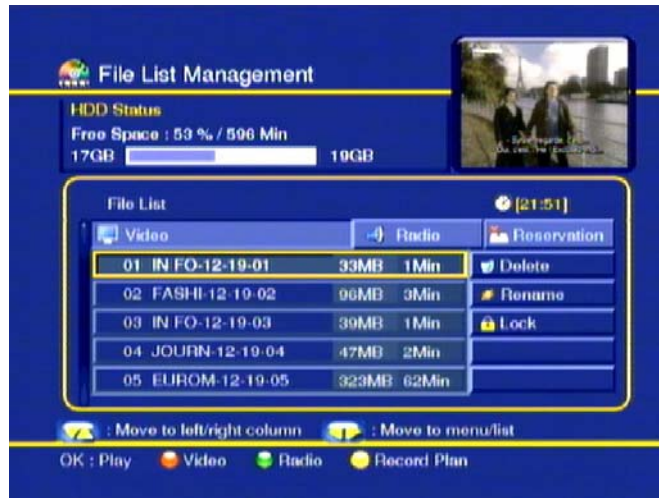 File List Management
HDD Status
Free Space : 53 % / 596 Min
17GB 19GB
File List [21:51]
Video Radio Reservation
01 IN FO-12-19-01 33MB 1Min Delete
02 FASHI-12-19-02 96MB 3Min Rename
03 IN FO-12-19-03 39MB 1Min Lock
04 JOURN-12-19-04 47MB 2Min
05 EUROM-12-19-05 323MB 62Min
: Move to left/right column : Move to menu/list
OK : Play Video Radio Record Plan